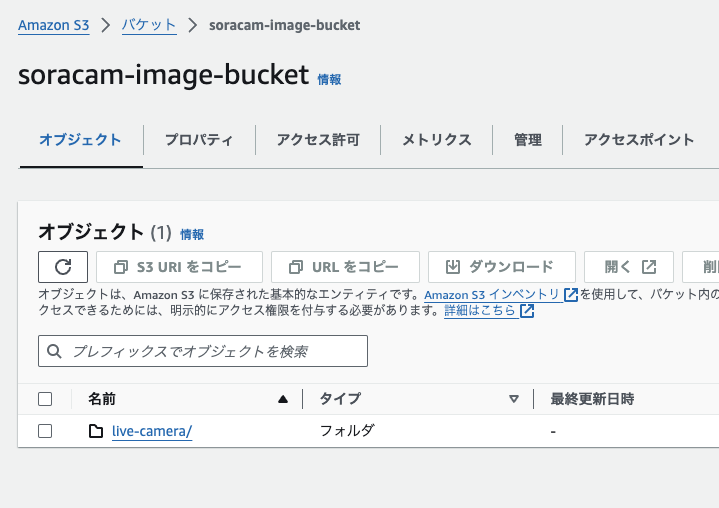 Amazon S3 > バケット > soracam-image-bucket
soracam-image-bucket 情報
オブジェクト プロパティ アクセス許可 メトリクス 管理 アクセスポイント
オブジェクト (1) 情報
S3 URI をコピー URL をコピー ダウンロード 開く 削
オブジェクトは、Amazon S3 に保存された基本的なエンティティです。Amazon S3 インベントリ を使用して、バケット内の
クセスできるためには、明示的にアクセス権限を付与する必要があります。詳細はこちら
プレフィックスでオブジェクトを検索
名前 タイプ 最終更新日時
live-camera/ フォルダ -